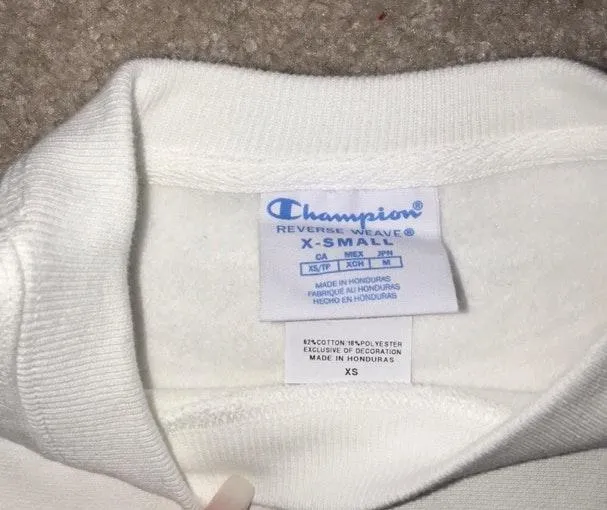 Champion®
REVERSE WEAVE®
X-SMALL
CA MEX JPN
XS/TP XCH M
MADE IN HONDURAS
FABRIQUÉ AU HONDURAS
HECHO EN HONDURAS
82%COTTON 18%POLYESTER
EXCLUSIVE OF DECORATION
MADE IN HONDURAS
XS